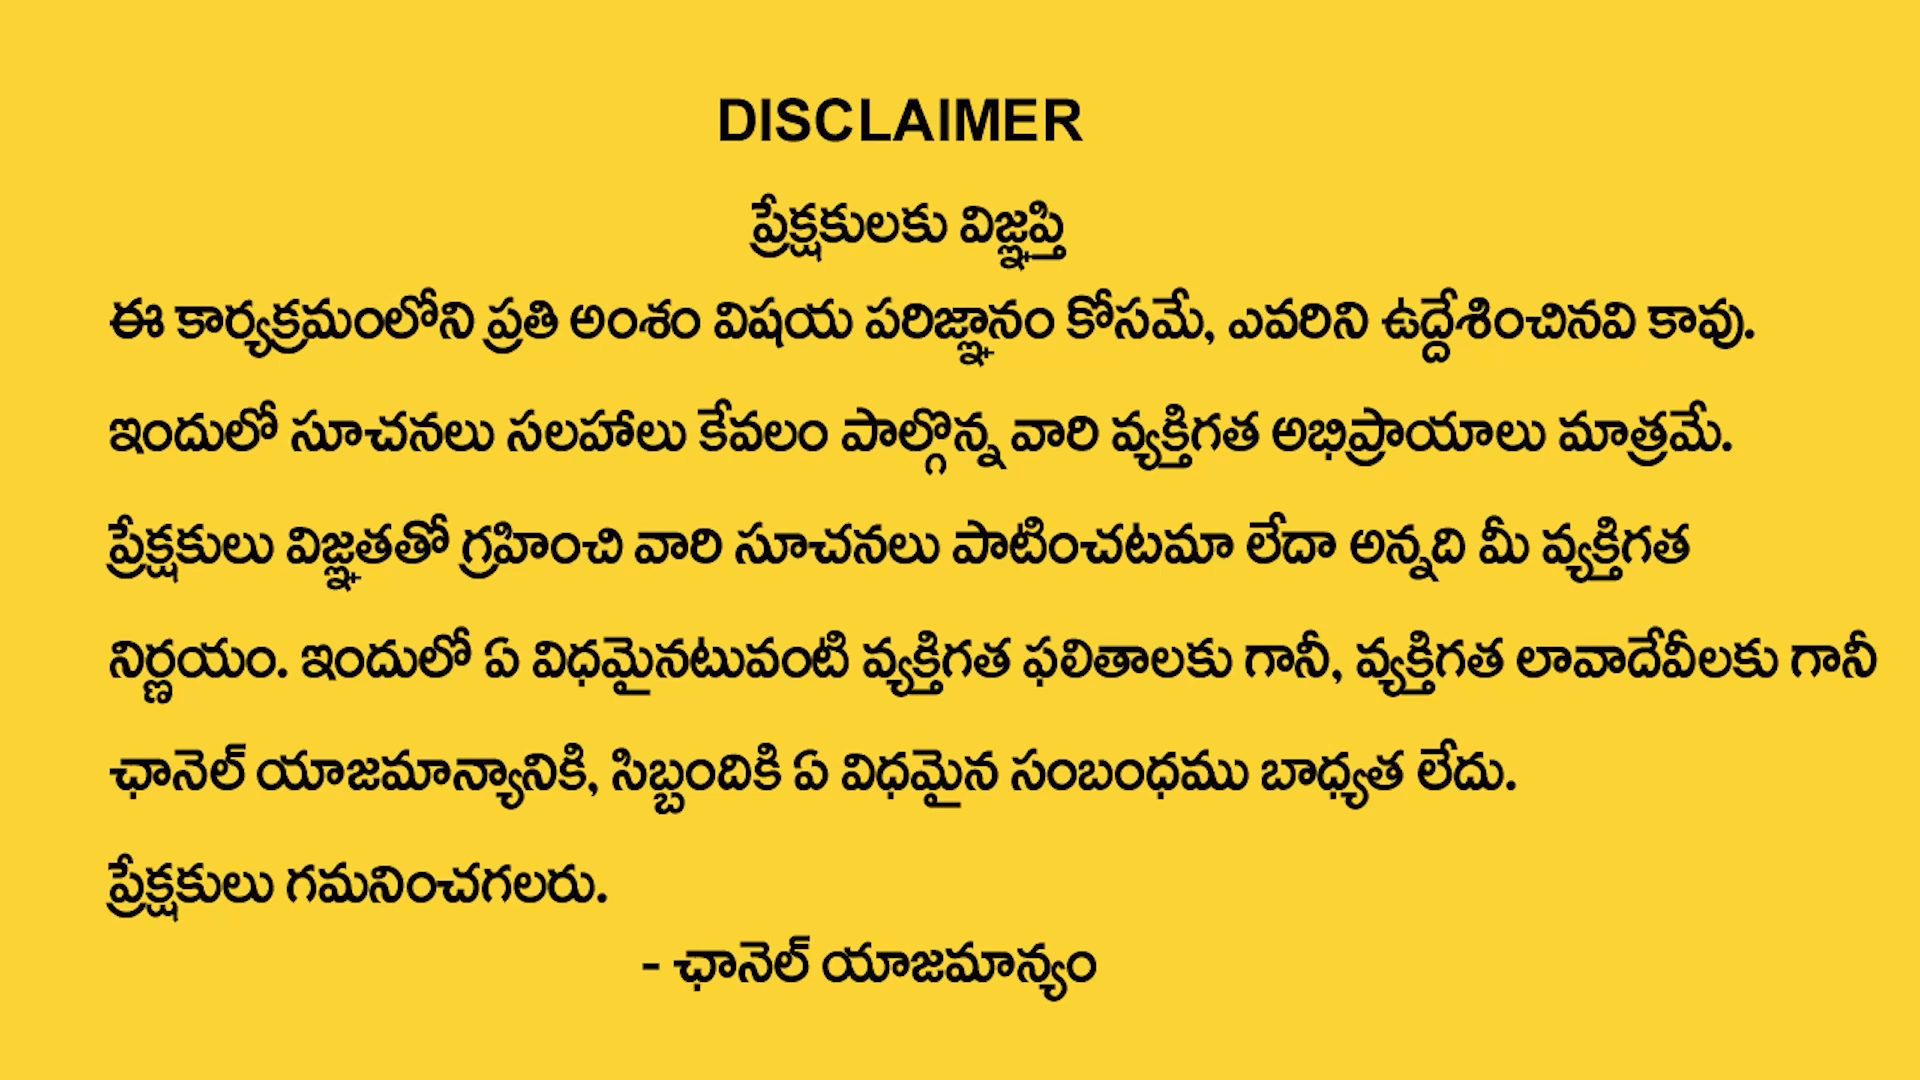 DISCLAIMER
ప్రేక్షకులకు విజ్ఞప్తి
ఈ కార్యక్రమంలోని ప్రతి అంశం విషయ పరిజ్ఞానం కోసమే, ఎవరిని ఉద్దేశించినవి కావు.
ఇందులో సూచనలు సలహాలు కేవలం పాల్గొన్న వారి వ్యక్తిగత అభిప్రాయాలు మాత్రమే.
ప్రేక్షకులు విజ్ఞతతో గ్రహించి వారి సూచనలు పాటించటమా లేదా అన్నది మీ వ్యక్తిగత
నిర్ణయం. ఇందులో ఏ విధమైనటువంటి వ్యక్తిగత ఫలితాలకు గానీ, వ్యక్తిగత లావాదేవీలకు గానీ
ఛానెల్ యాజమాన్యానికి, సిబ్బందికి ఏ విధమైన సంబంధము బాధ్యత లేదు.
ప్రేక్షకులు గమనించగలరు.
- ఛానెల్ యాజమాన్యం